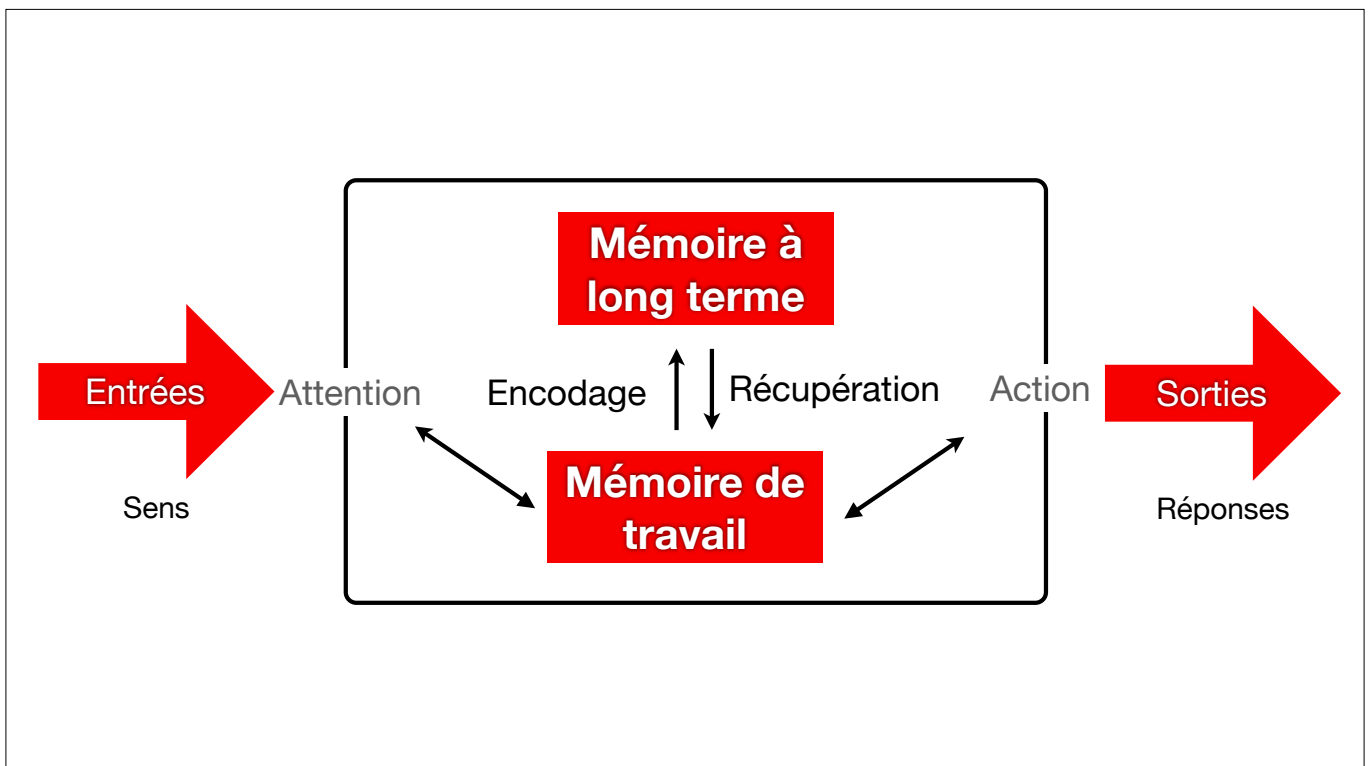 Mémoire à
long terme
Entrées
Attention
Encodage
Récupération
Action
Sorties
Sens
Mémoire de
travail
Réponses